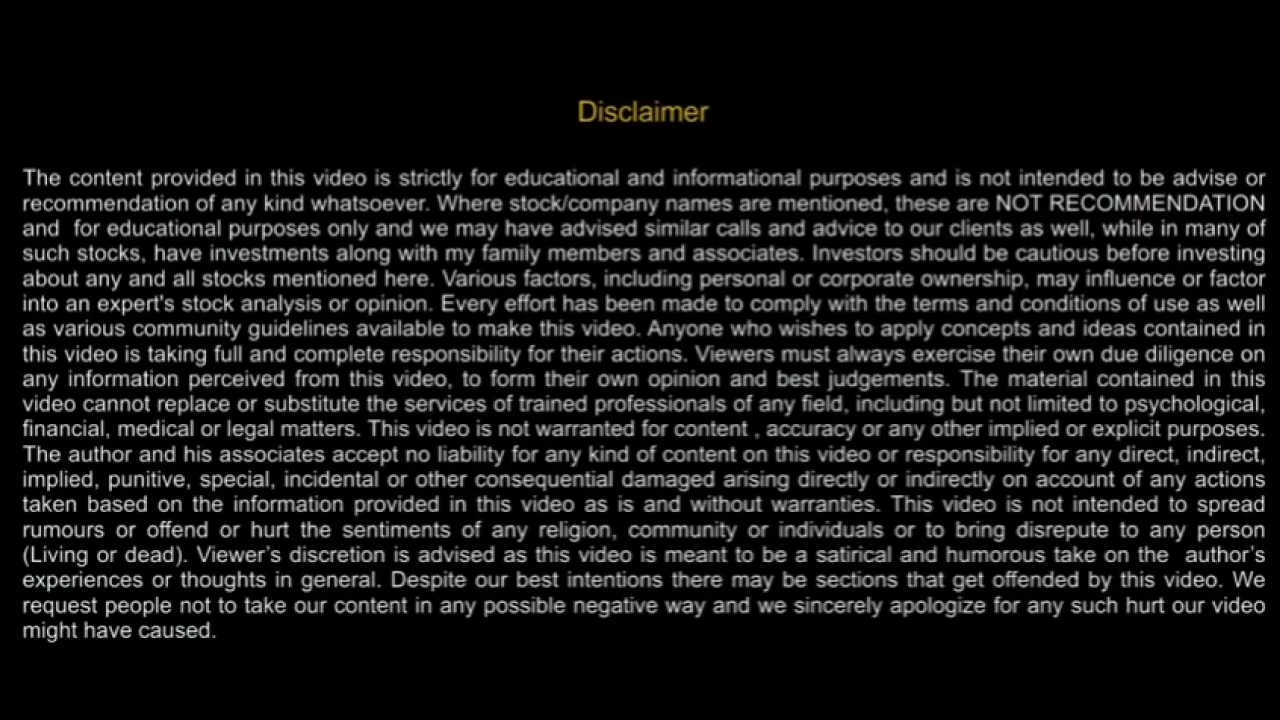 Disclaimer
The content provided in this video is strictly for educational and informational purposes and is not intended to be advise or
recommendation of any kind whatsoever. Where stock/company names are mentioned, these are NOT RECOMMENDATION
and for educational purposes only and we may have advised similar calls and advice to our clients as well, while in many of
such stocks, have investments along with my family members and associates. Investors should be cautious before investing
about any and all stocks mentioned here. Various factors, including personal or corporate ownership, may influence or factor
into an expert's stock analysis or opinion. Every effort has been made to comply with the terms and conditions of use as well
as various community guidelines available to make this video. Anyone who wishes to apply concepts and ideas contained in
this video is taking full and complete responsibility for their actions. Viewers must always exercise their own due diligence on
any information perceived from this video, to form their own opinion and best judgements. The material contained in this
video cannot replace or substitute the services of trained professionals of any field, including but not limited to psychological,
financial, medical or legal matters. This video is not warranted for content , accuracy or any other implied or explicit purposes.
The author and his associates accept no liability for any kind of content on this video or responsibility for any direct, indirect,
implied, punitive, special, incidental or other consequential damaged arising directly or indirectly on account of any actions
taken based on the information provided in this video as is and without warranties. This video is not intended to spread
rumours or offend or hurt the sentiments of any religion, community or individuals or to bring disrepute to any person
(Living or dead). Viewer's discretion is advised as this video is meant to be a satirical and humorous take on the author's
experiences or thoughts in general. Despite our best intentions there may be sections that get offended by this video. We
request people not to take our content in any possible negative way and we sincerely apologize for any such hurt our video
might have caused.